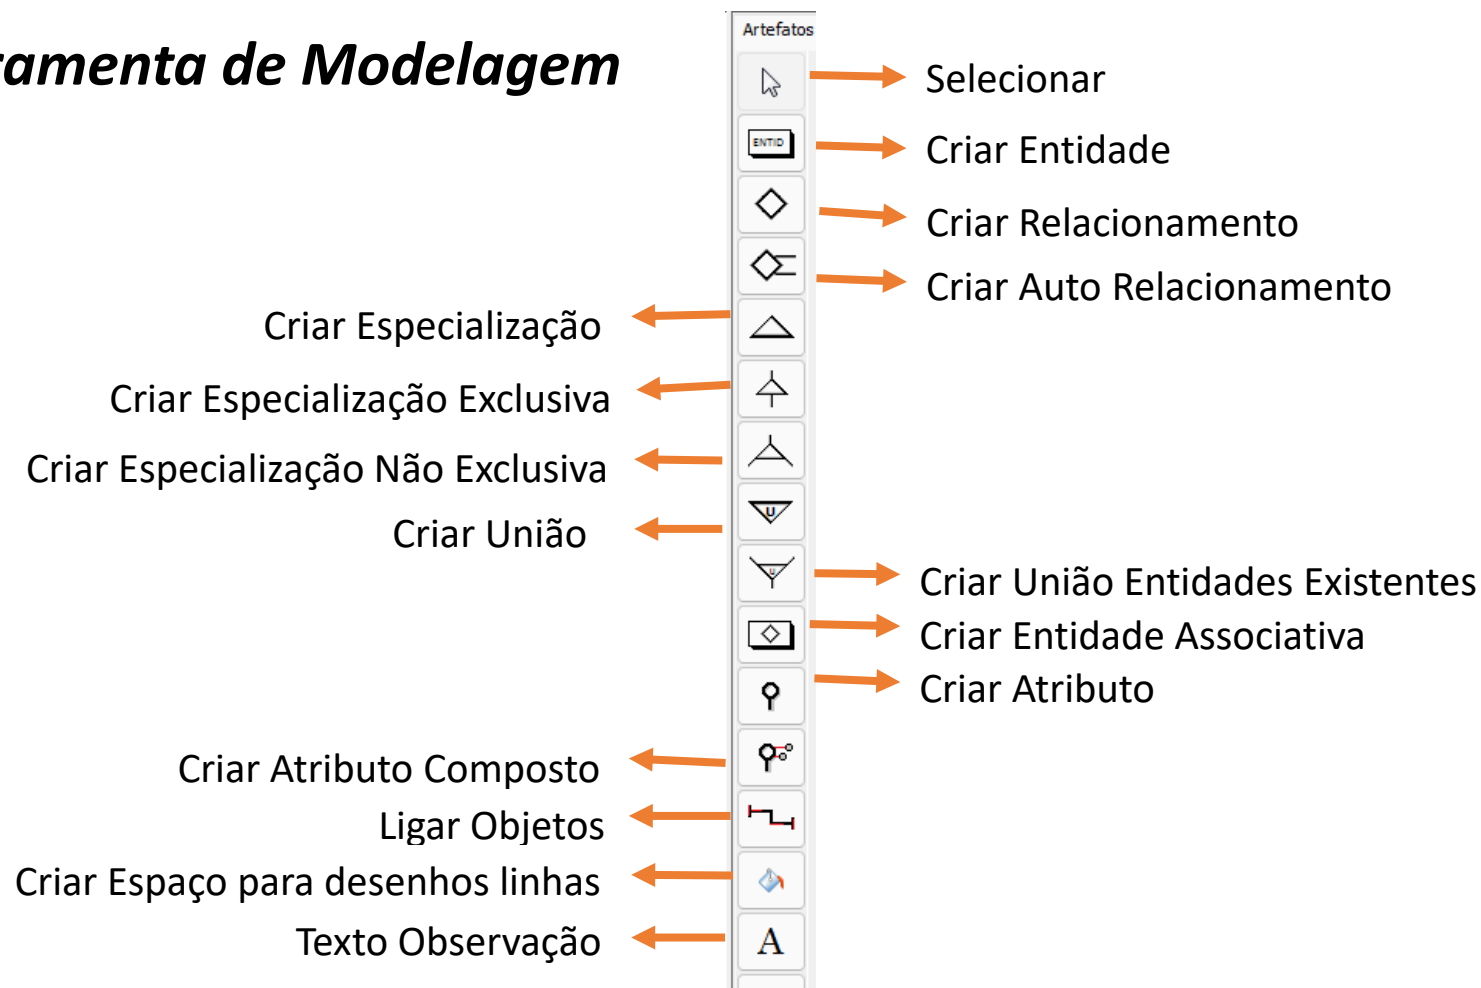 ramenta de Modelagem
Artefatos
Selecionar
ENTID
Criar Entidade
Criar Relacionamento
Criar Auto Relacionamento
Criar Especialização
Criar Especialização Exclusiva
Criar Especialização Não Exclusiva
Criar União
U
U
Criar União Entidades Existentes
Criar Entidade Associativa
Criar Atributo
Criar Atributo Composto
Ligar Objetos
Criar Espaço para desenhos linhas
Texto Observação
A